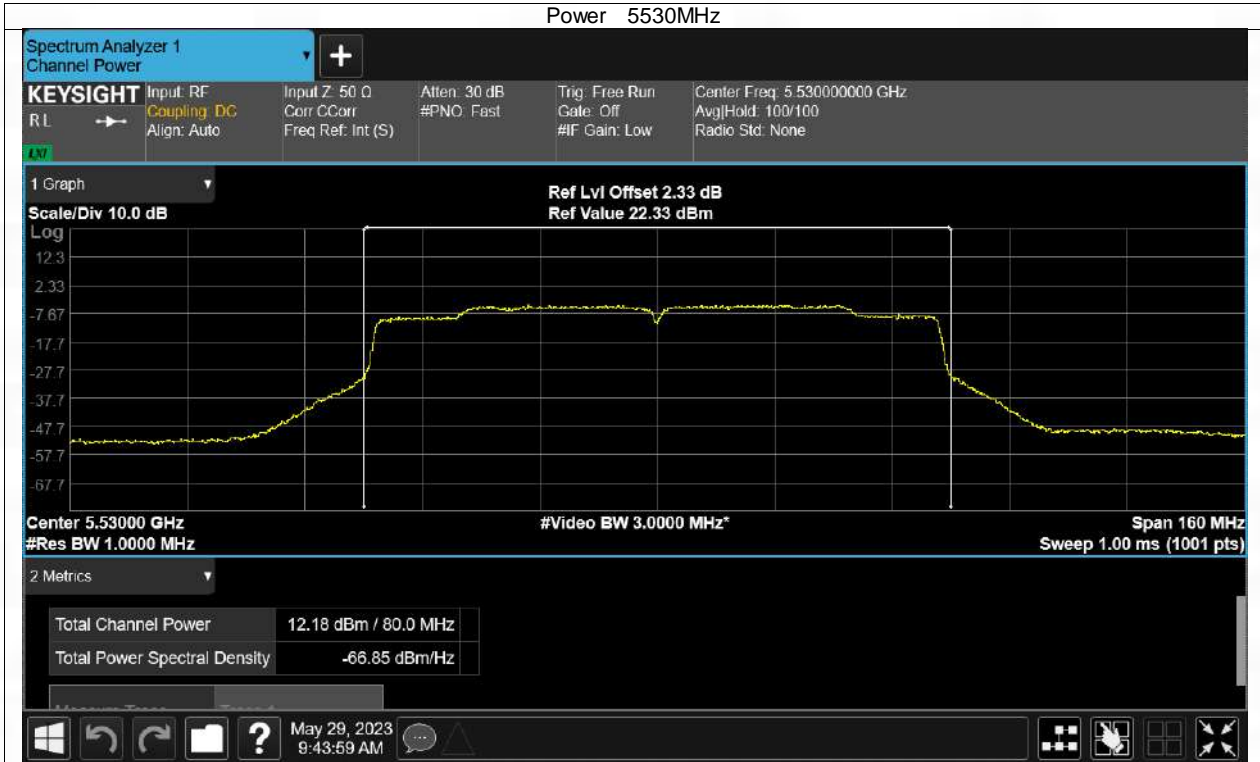 Power 5530MHz
Spectrum Analyzer 1
Channel Power
KEYSIGHT
RL
LXI
Input: RF
Coupling: DC
Align: Auto
Input Z: 50 Ω
Corr CCorr
Freq Ref: Int (S)
Atten: 30 dB
#PNO: Fast
Trig: Free Run
Gate: Off
#IF Gain: Low
Center Freq: 5.530000000 GHz
Avg|Hold: 100/100
Radio Std: None
1 Graph
Scale/Div 10.0 dB
Ref Lvl Offset 2.33 dB
Ref Value 22.33 dBm
Log
12.3
2.33
-7.67
-17.7
-27.7
-37.7
-47.7
-57.7
-67.7
Center 5.53000 GHz
#Res BW 1.0000 MHz
#Video BW 3.0000 MHz*
Span 160 MHz
Sweep 1.00 ms (1001 pts)
2 Metrics
Total Channel Power 12.18 dBm / 80.0 MHz
Total Power Spectral Density -66.85 dBm/Hz
?
May 29, 2023
9:43:59 AM